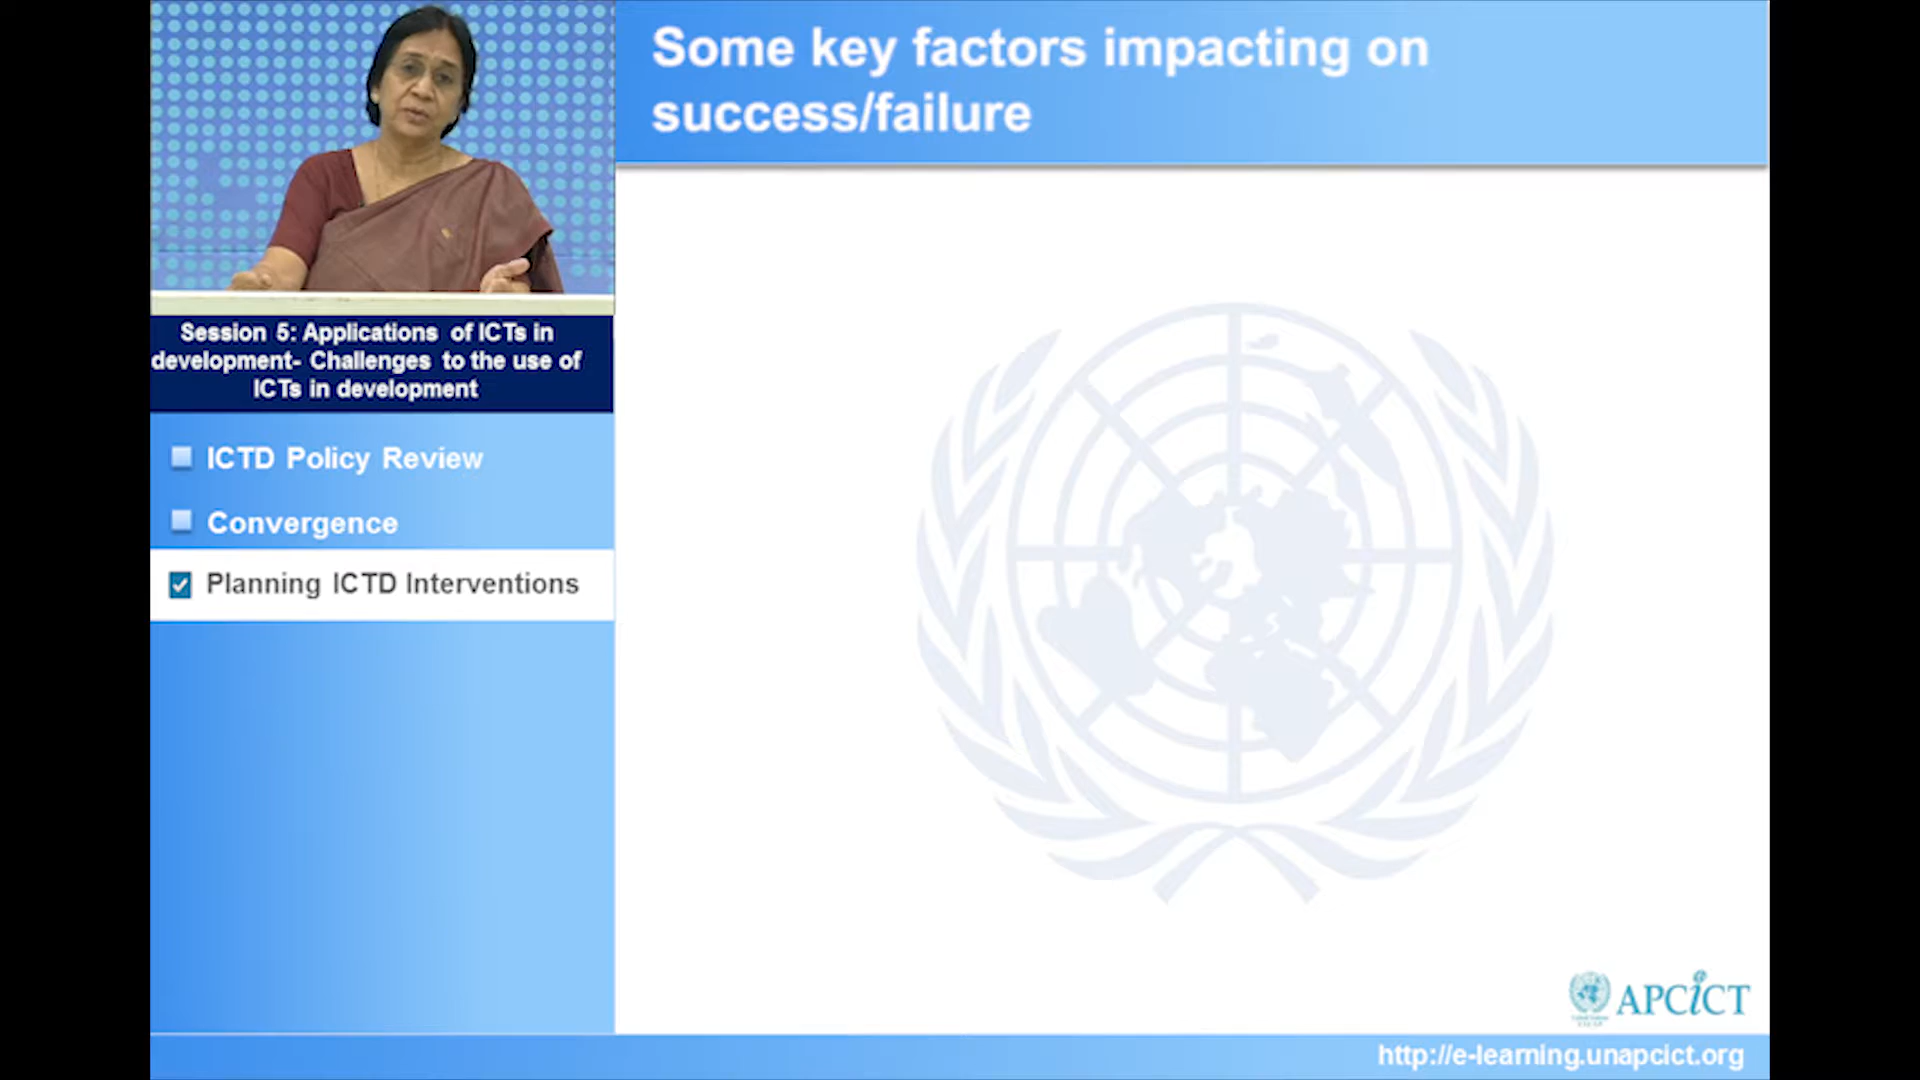 Some key factors impacting on
success/failure
Session 5: Applications of ICTs in
development- Challenges to the use of
ICTs in development
ICTD Policy Review
Convergence
Planning ICTD Interventions
APCiCT
http://e-learning.unapcict.org